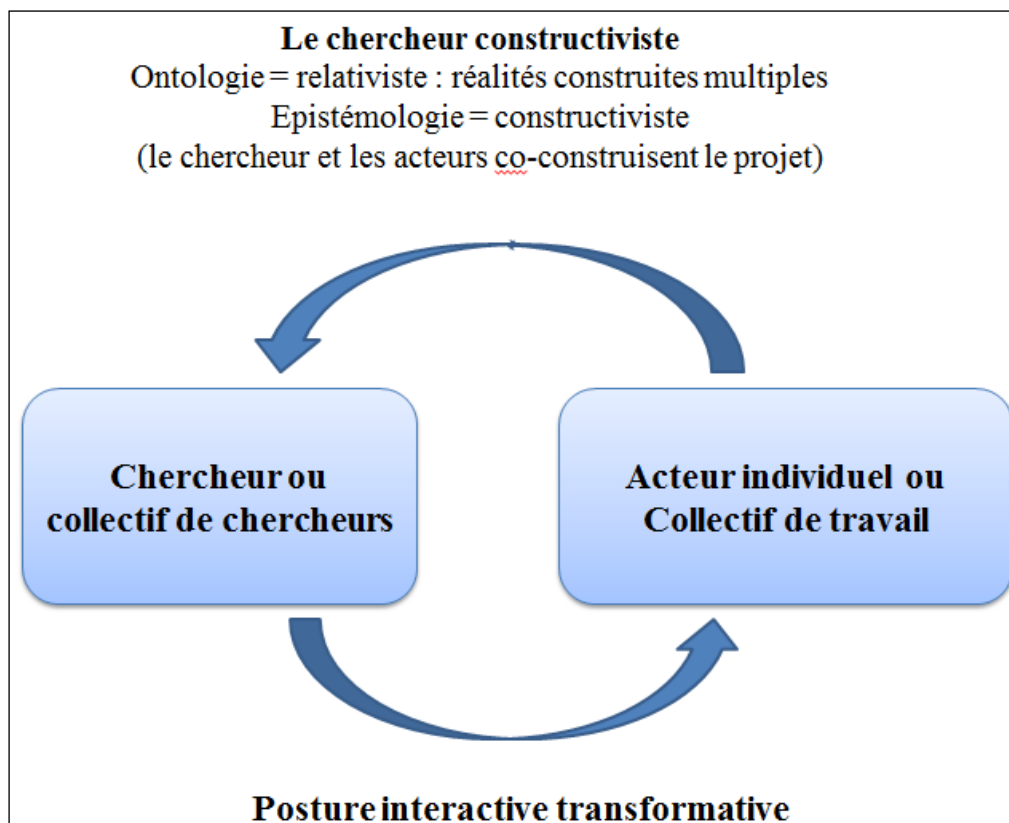 Le chercheur constructiviste
Ontologie = relativiste : réalités construites multiples
Epistémologie = constructiviste
(le chercheur et les acteurs co-construisent le projet)
Chercheur ou
collectif de chercheurs
Acteur individuel ou
Collectif de travail
Posture interactive transformative